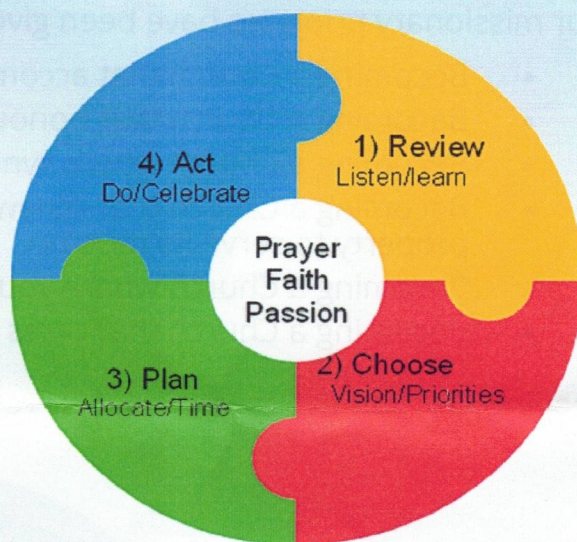 1) Review
Listen/learn
2) Choose
Vision/Priorities
3) Plan
Allocate/Time
4) Act
Do/Celebrate
Prayer
Faith
Passion